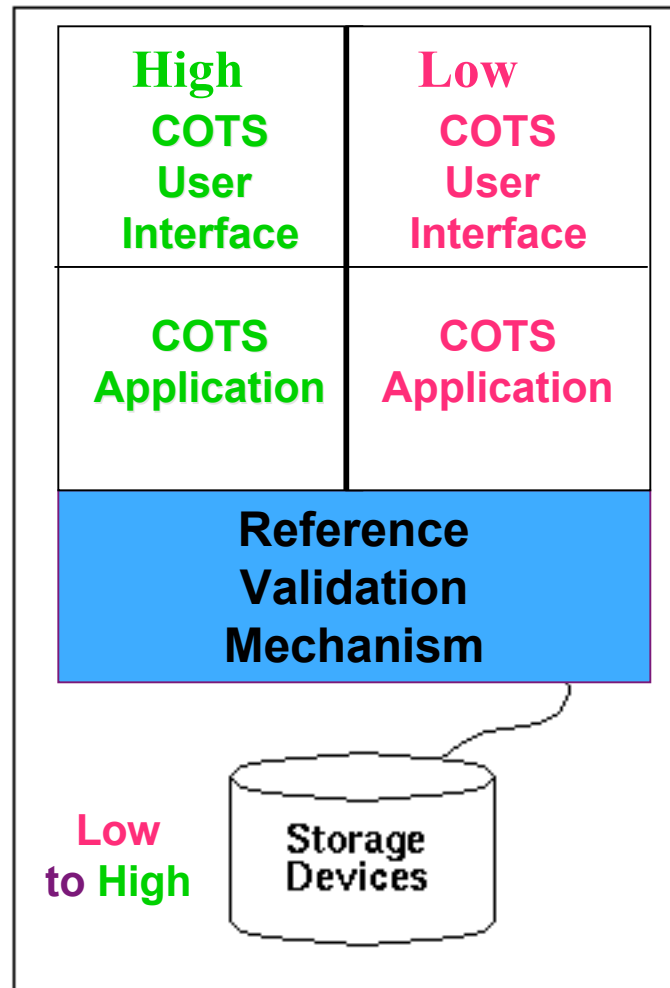 High
COTS
User
Interface
Low
COTS
User
Interface
COTS
Application
COTS
Application
Reference
Validation
Mechanism
Storage
Devices
Low
to High